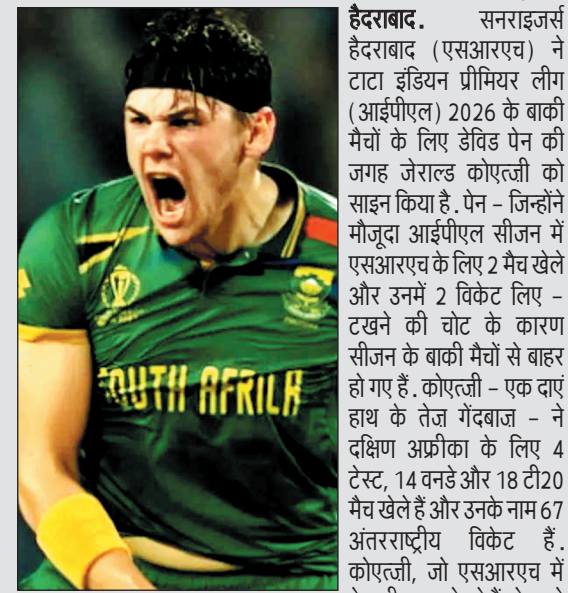 SOUTH AFRICA
हैदराबाद. सनराइजर्स
हैदराबाद (एसआरएच) ने
टाटा इंडियन प्रीमियर लीग
(आईपीएल) 2026 के बाकी
मैचों के लिए डेविड पेन की
जगह जेराल्ड कोएत्जी को
साइन किया है. पेन – जिन्होंने
मौजूदा आईपीएल सीजन में
एसआरएच के लिए 2 मैच खेले
और उनमें 2 विकेट लिए –
टखने की चोट के कारण
सीजन के बाकी मैचों से बाहर
हो गए हैं. कोएत्जी – एक दाएं
हाथ के तेज गेंदबाज – ने
दक्षिण अफ्रीका के लिए 4
टेस्ट, 14 वनडे और 18 टी20
मैच खेले हैं और उनके नाम 67
अंतरराष्ट्रीय विकेट हैं.
कोएत्जी, जो एसआरएच में